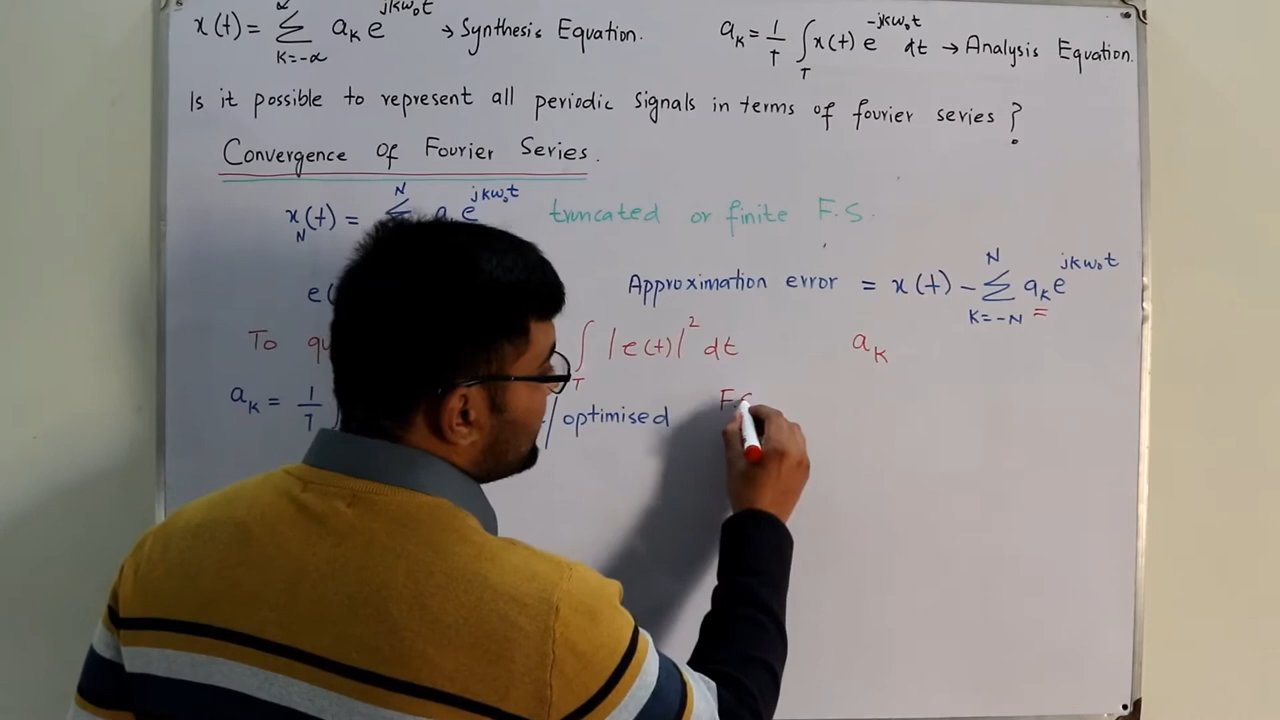 x(t) = ∑_{K=-∞}^{∞} a_K e^{jkω₀t} → Synthesis Equation. a_K = 1/T ∫_T x(t) e^{-jkω₀t} dt → Analysis Equation.
Is it possible to represent all periodic signals in terms of fourier series ?
Convergence of Fourier Series.
x_N(t) = ∑^N a e^{jkω₀t} truncated or finite F.S.
e( Approximation error = x(t) - ∑_{K=-N}^{N} a_K e^{jkω₀t}
To ∫_T |e(t)|² dt a_K
a_K = 1/T /optimised F.S